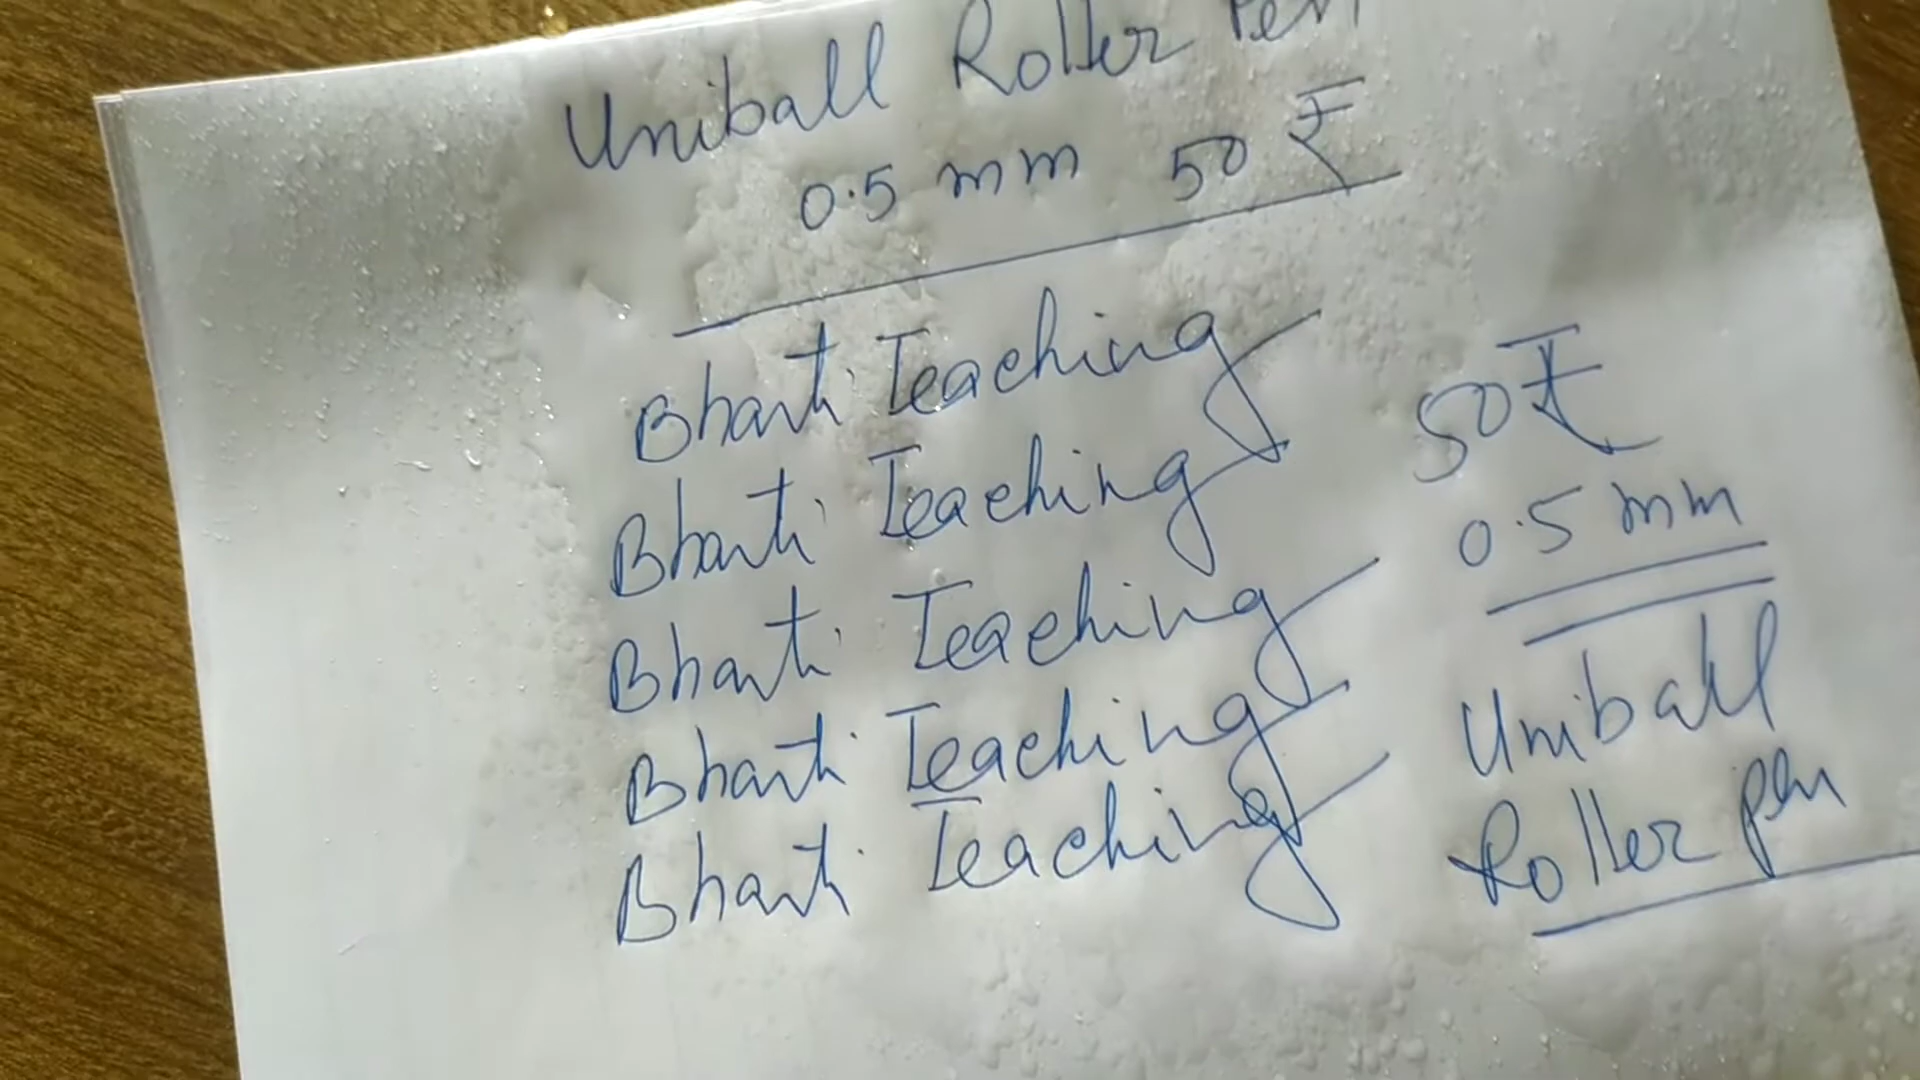 Uniball Roller Pen
0.5 mm 50 ₹
Bharti Teaching
Bharti Teaching
Bharti Teaching
Bharti Teaching
Bharti Teaching
50 ₹
0.5 mm
Uniball
Roller pen